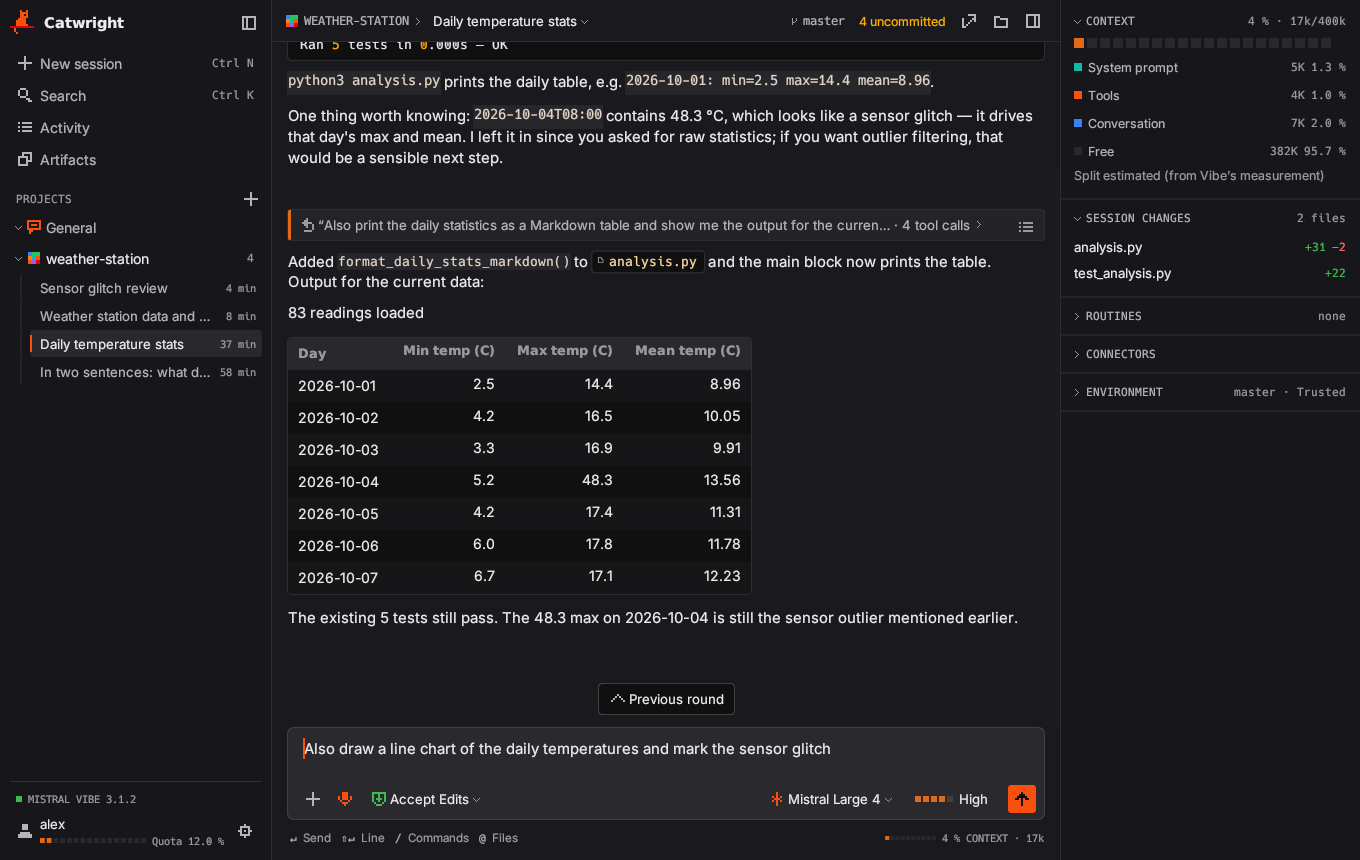 Catwright
New session Ctrl N
Search Ctrl K
Activity
Artifacts
PROJECTS
General
weather-station 4
Sensor glitch review 4 min
Weather station data and ... 8 min
Daily temperature stats 37 min
In two sentences: what d... 58 min
MISTRAL VIBE 3.1.2
alex
Quota 12.0 %
WEATHER-STATION > Daily temperature stats
master 4 uncommitted
Ran 5 tests in 0.000s — OK
python3 analysis.py prints the daily table, e.g. 2026-10-01: min=2.5 max=14.4 mean=8.96.
One thing worth knowing: 2026-10-04T08:00 contains 48.3 °C, which looks like a sensor glitch — it drives
that day's max and mean. I left it in since you asked for raw statistics; if you want outlier filtering, that
would be a sensible next step.
“Also print the daily statistics as a Markdown table and show me the output for the curren... · 4 tool calls
Added format_daily_stats_markdown() to analysis.py and the main block now prints the table.
Output for the current data:
83 readings loaded
Day Min temp (C) Max temp (C) Mean temp (C)
2026-10-01 2.5 14.4 8.96
2026-10-02 4.2 16.5 10.05
2026-10-03 3.3 16.9 9.91
2026-10-04 5.2 48.3 13.56
2026-10-05 4.2 17.4 11.31
2026-10-06 6.0 17.8 11.78
2026-10-07 6.7 17.1 12.23
The existing 5 tests still pass. The 48.3 max on 2026-10-04 is still the sensor outlier mentioned earlier.
Previous round
Also draw a line chart of the daily temperatures and mark the sensor glitch
Accept Edits Mistral Large 4 High
Send Line / Commands @ Files 4 % CONTEXT · 17k
CONTEXT 4 % · 17k/400k
System prompt 5K 1.3 %
Tools 4K 1.0 %
Conversation 7K 2.0 %
Free 382K 95.7 %
Split estimated (from Vibe’s measurement)
SESSION CHANGES 2 files
analysis.py +31 −2
test_analysis.py +22
ROUTINES none
CONNECTORS
ENVIRONMENT master · Trusted